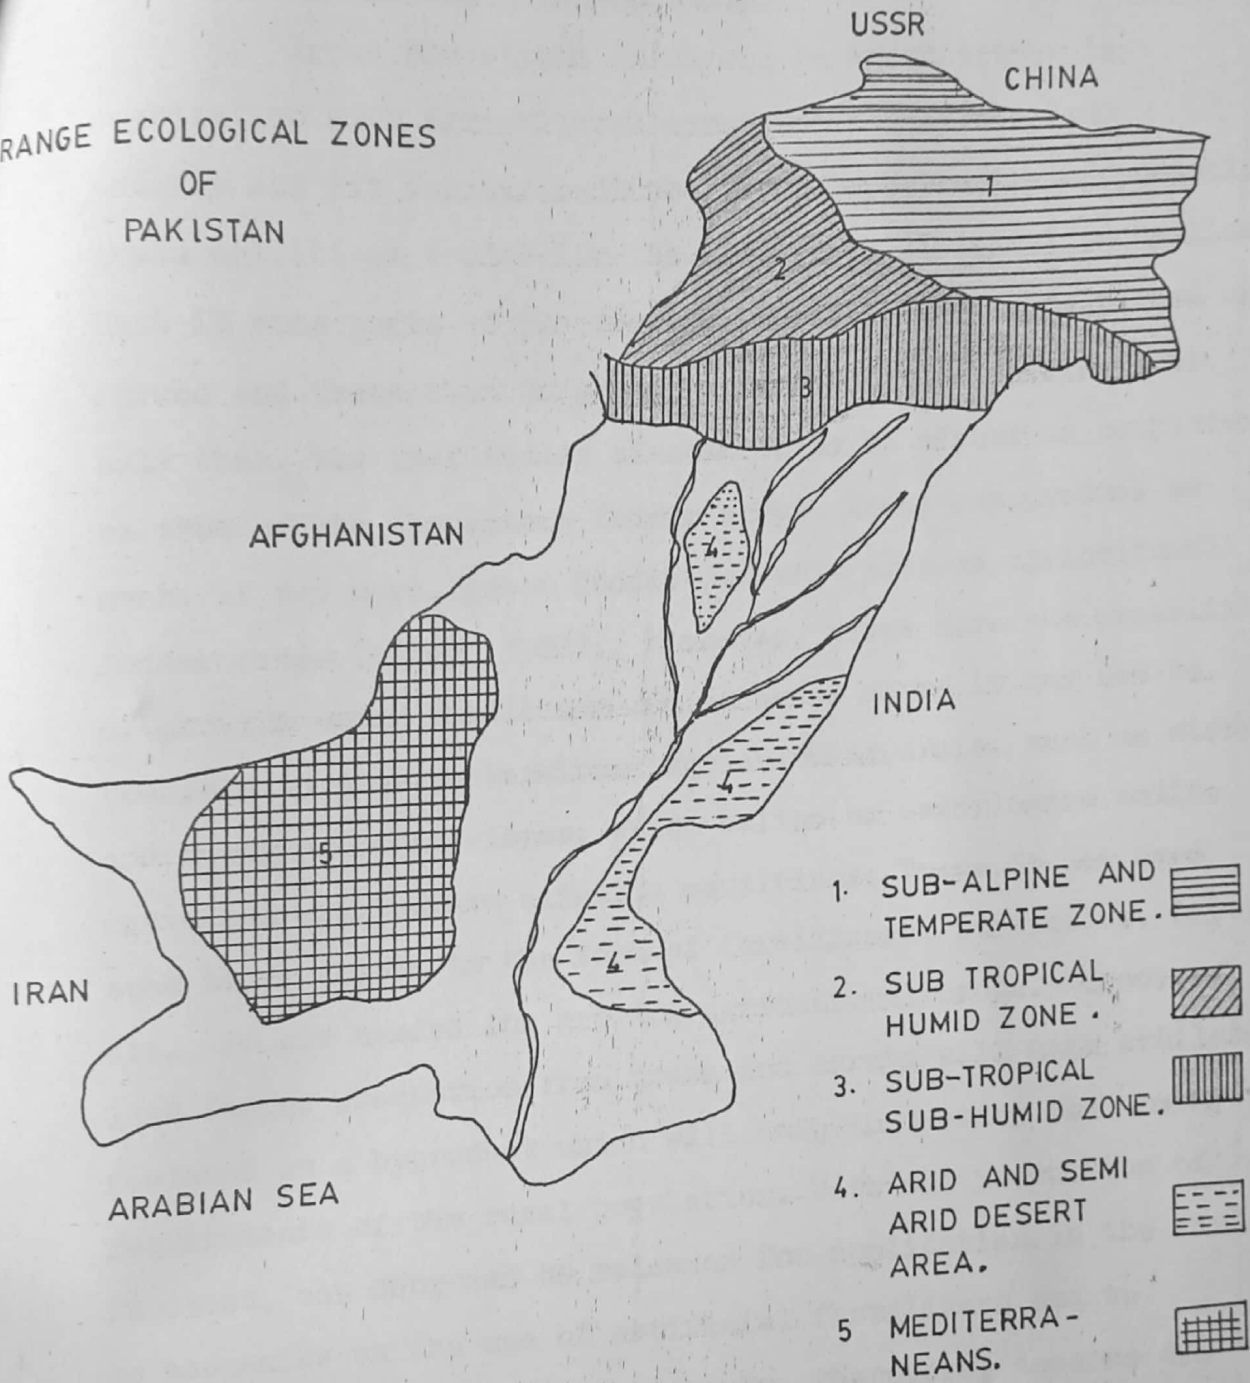 USSR
CHINA
RANGE ECOLOGICAL ZONES
OF
PAKISTAN
1
2
3
AFGHANISTAN
4
INDIA
4
5
4
IRAN
ARABIAN SEA
1. SUB-ALPINE AND
TEMPERATE ZONE.
2. SUB TROPICAL
HUMID ZONE.
3. SUB-TROPICAL
SUB-HUMID ZONE.
4. ARID AND SEMI
ARID DESERT
AREA.
5 MEDITERRA-
NEANS.